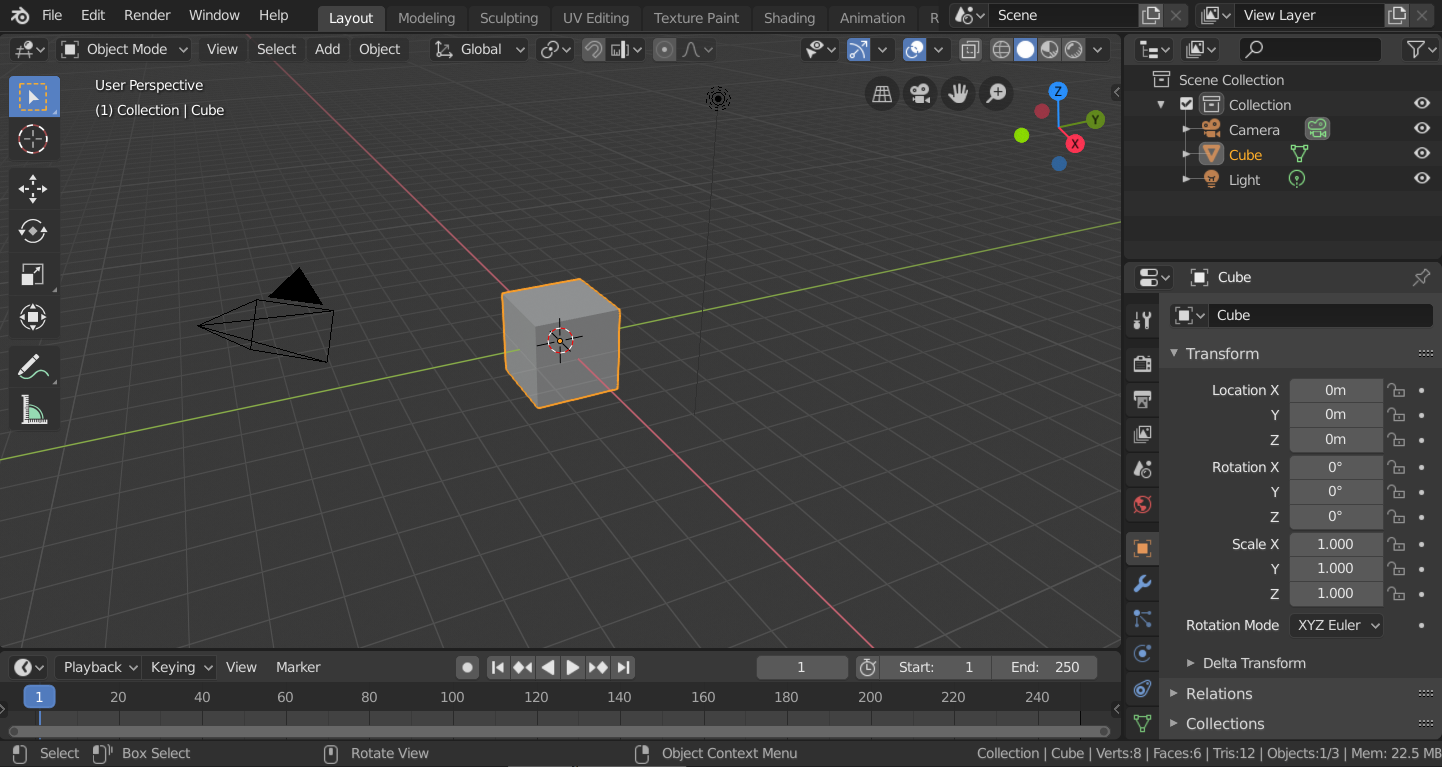 File Edit Render Window Help Layout Modeling Sculpting UV Editing Texture Paint Shading Animation R Scene View Layer
Object Mode View Select Add Object Global
User Perspective
(1) Collection | Cube
Z
Y
X
Scene Collection
Collection
Camera
Cube
Light
Cube
Cube
Transform
Location X 0m
Y 0m
Z 0m
Rotation X 0°
Y 0°
Z 0°
Scale X 1.000
Y 1.000
Z 1.000
Rotation Mode XYZ Euler
Delta Transform
Relations
Collections
Playback Keying View Marker 1 Start: 1 End: 250
1 20 40 60 80 100 120 140 160 180 200 220 240
Select Box Select Rotate View Object Context Menu Collection | Cube | Verts:8 | Faces:6 | Tris:12 | Objects:1/3 | Mem: 22.5 MB